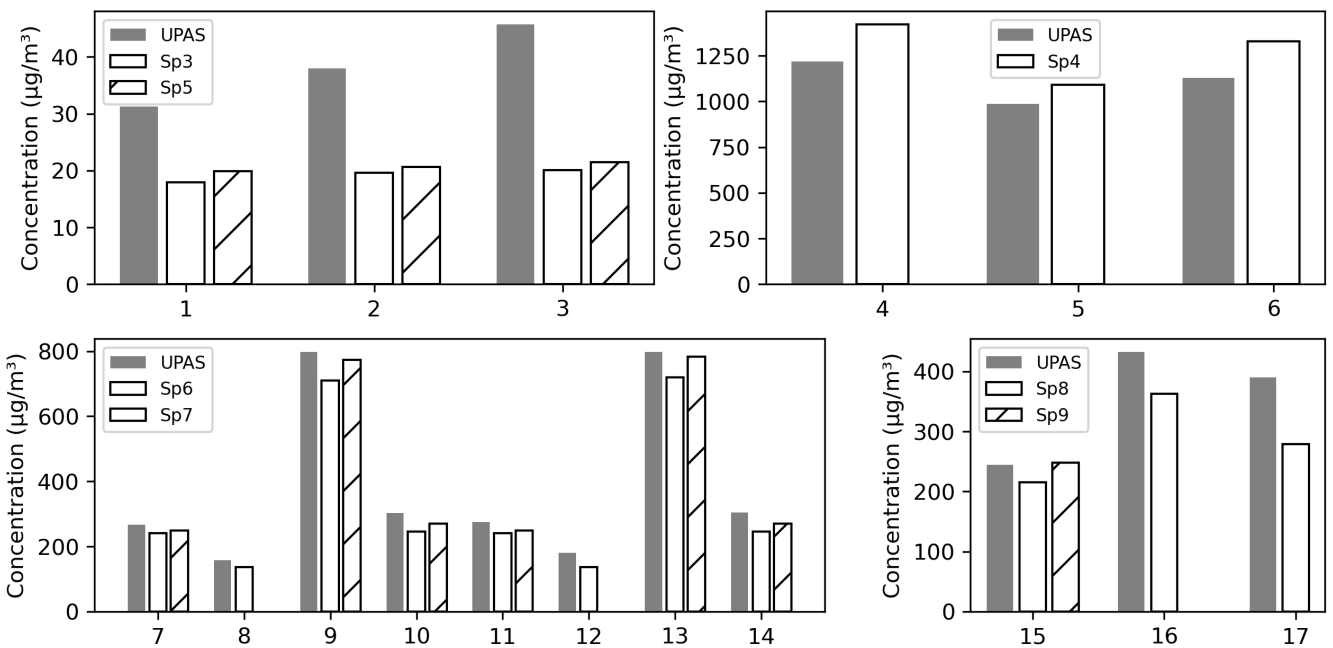 Concentration (µg/m³)
40
30
20
10
0
UPAS
Sp3
Sp5
1 2 3
Concentration (µg/m³)
1250
1000
750
500
250
0
UPAS
Sp4
4 5 6
Concentration (µg/m³)
800
600
400
200
0
UPAS
Sp6
Sp7
7 8 9 10 11 12 13 14
Concentration (µg/m³)
400
300
200
100
0
UPAS
Sp8
Sp9
15 16 17